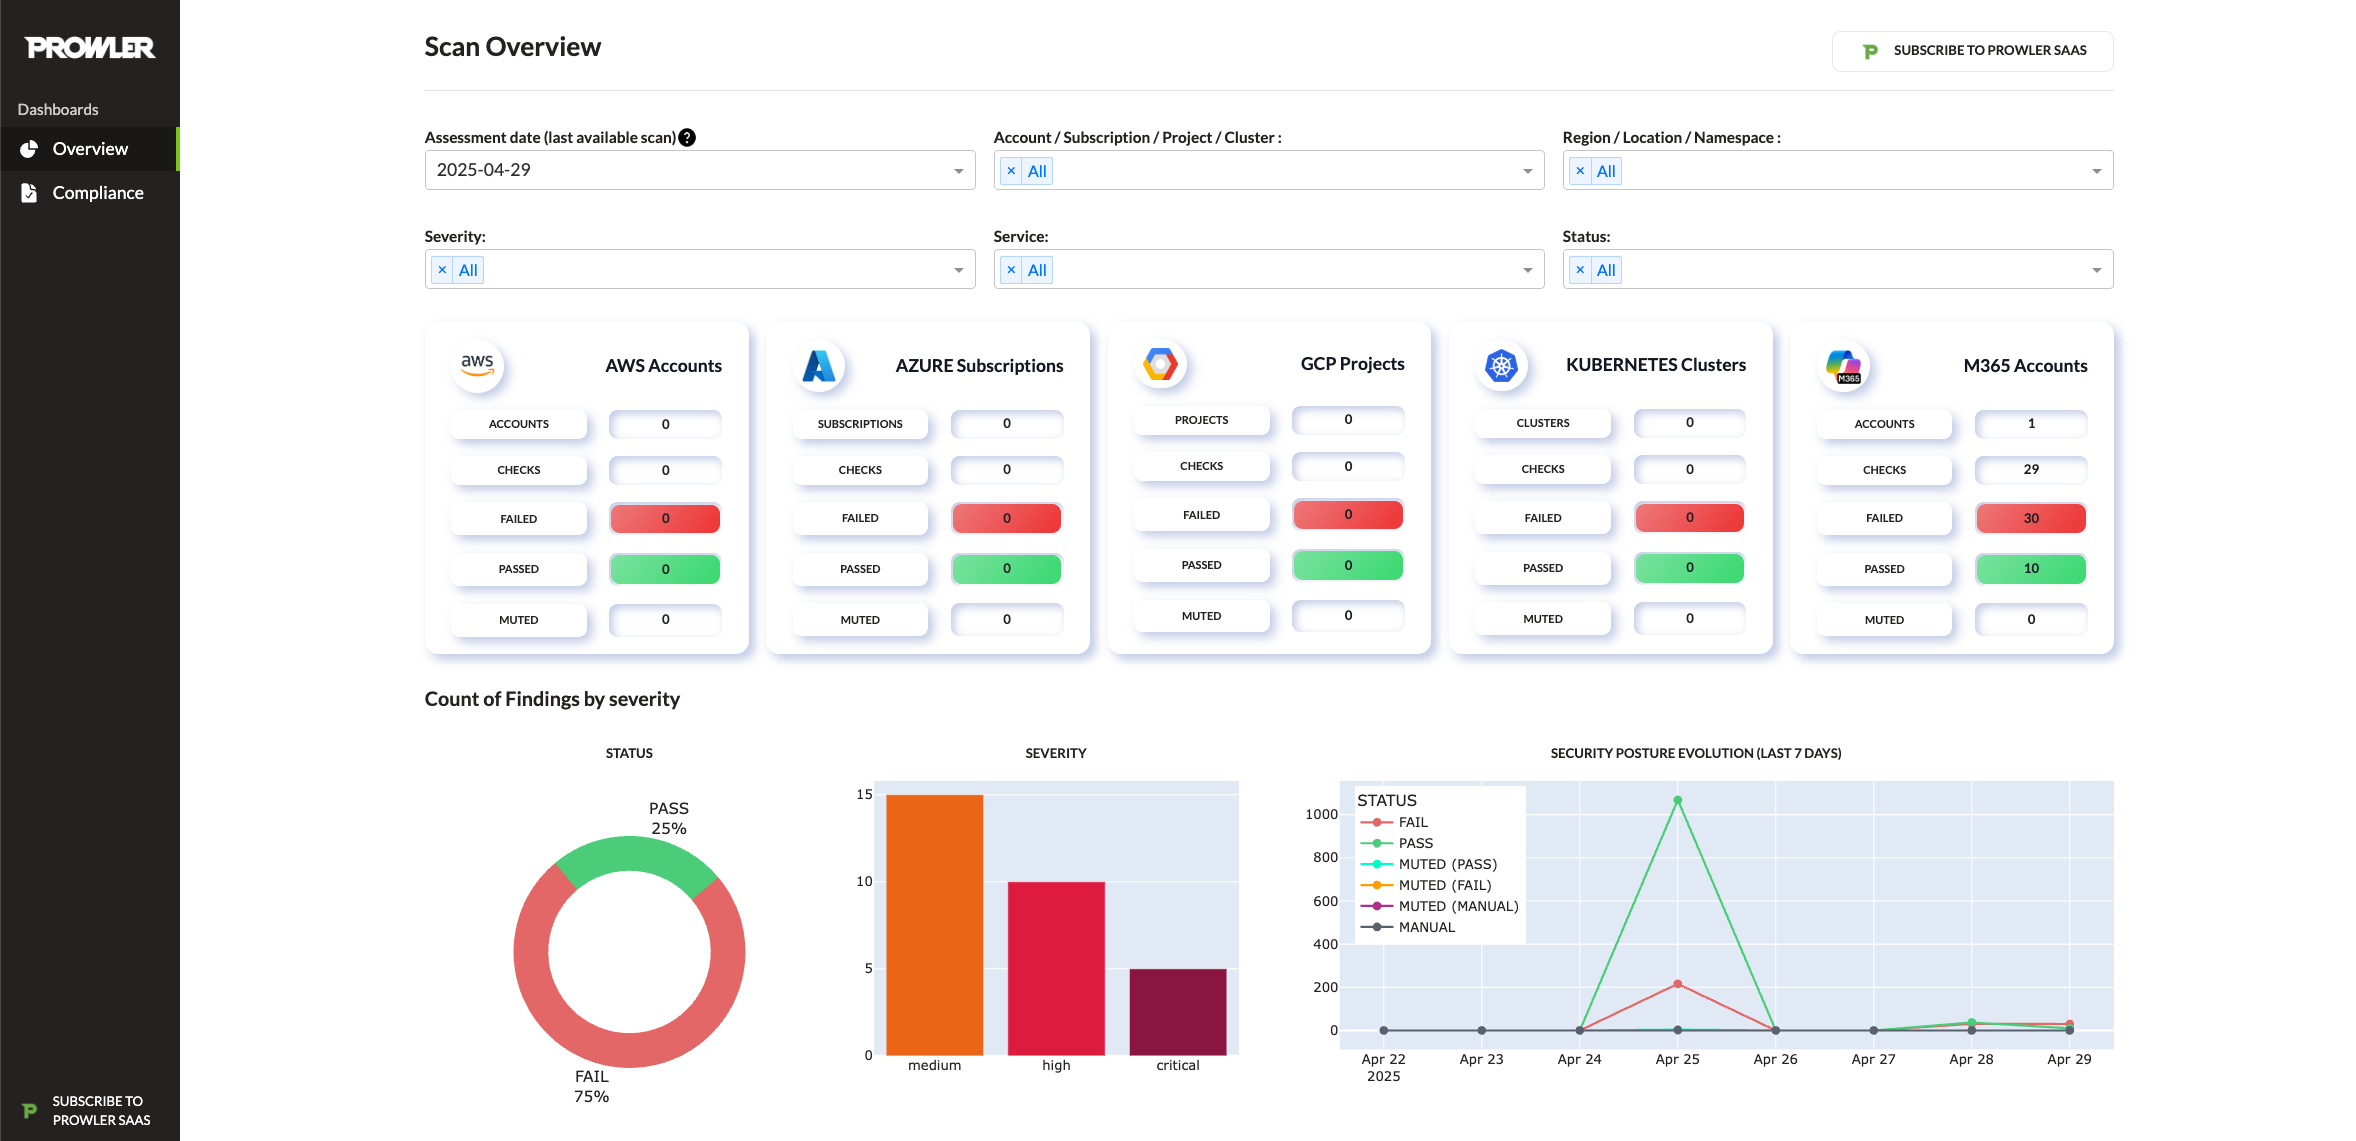 PROWLER
Dashboards
Overview
Compliance
SUBSCRIBE TO
PROWLER SAAS
Scan Overview
SUBSCRIBE TO PROWLER SAAS
Assessment date (last available scan) ?
2025-04-29
Account / Subscription / Project / Cluster :
× All
Region / Location / Namespace :
× All
Severity:
× All
Service:
× All
Status:
× All
aws
AWS Accounts
ACCOUNTS 0
CHECKS 0
FAILED 0
PASSED 0
MUTED 0
AZURE Subscriptions
SUBSCRIPTIONS 0
CHECKS 0
FAILED 0
PASSED 0
MUTED 0
GCP Projects
PROJECTS 0
CHECKS 0
FAILED 0
PASSED 0
MUTED 0
KUBERNETES Clusters
CLUSTERS 0
CHECKS 0
FAILED 0
PASSED 0
MUTED 0
M365
M365 Accounts
ACCOUNTS 1
CHECKS 29
FAILED 30
PASSED 10
MUTED 0
Count of Findings by severity
STATUS
PASS
25%
FAIL
75%
SEVERITY
15
10
5
0
medium high critical
SECURITY POSTURE EVOLUTION (LAST 7 DAYS)
STATUS
FAIL
PASS
MUTED (PASS)
MUTED (FAIL)
MUTED (MANUAL)
MANUAL
1000
800
600
400
200
0
Apr 22 Apr 23 Apr 24 Apr 25 Apr 26 Apr 27 Apr 28 Apr 29
2025